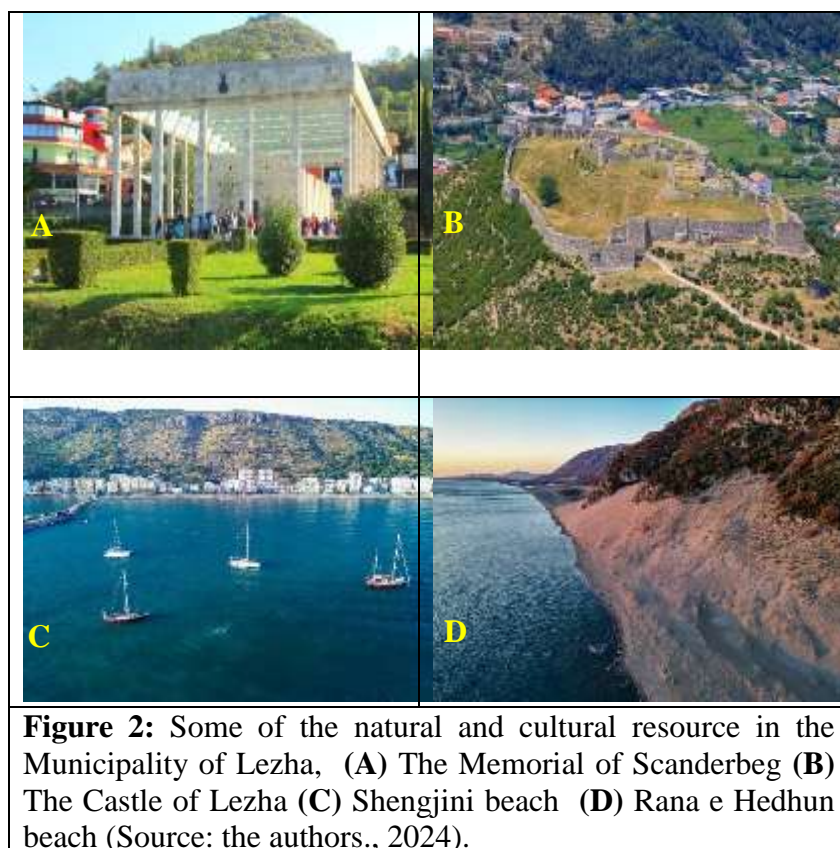 A
B
C
D
Figure 2: Some of the natural and cultural resource in the
Municipality of Lezha, (A) The Memorial of Scanderbeg (B)
The Castle of Lezha (C) Shengjini beach (D) Rana e Hedhun
beach (Source: the authors., 2024).